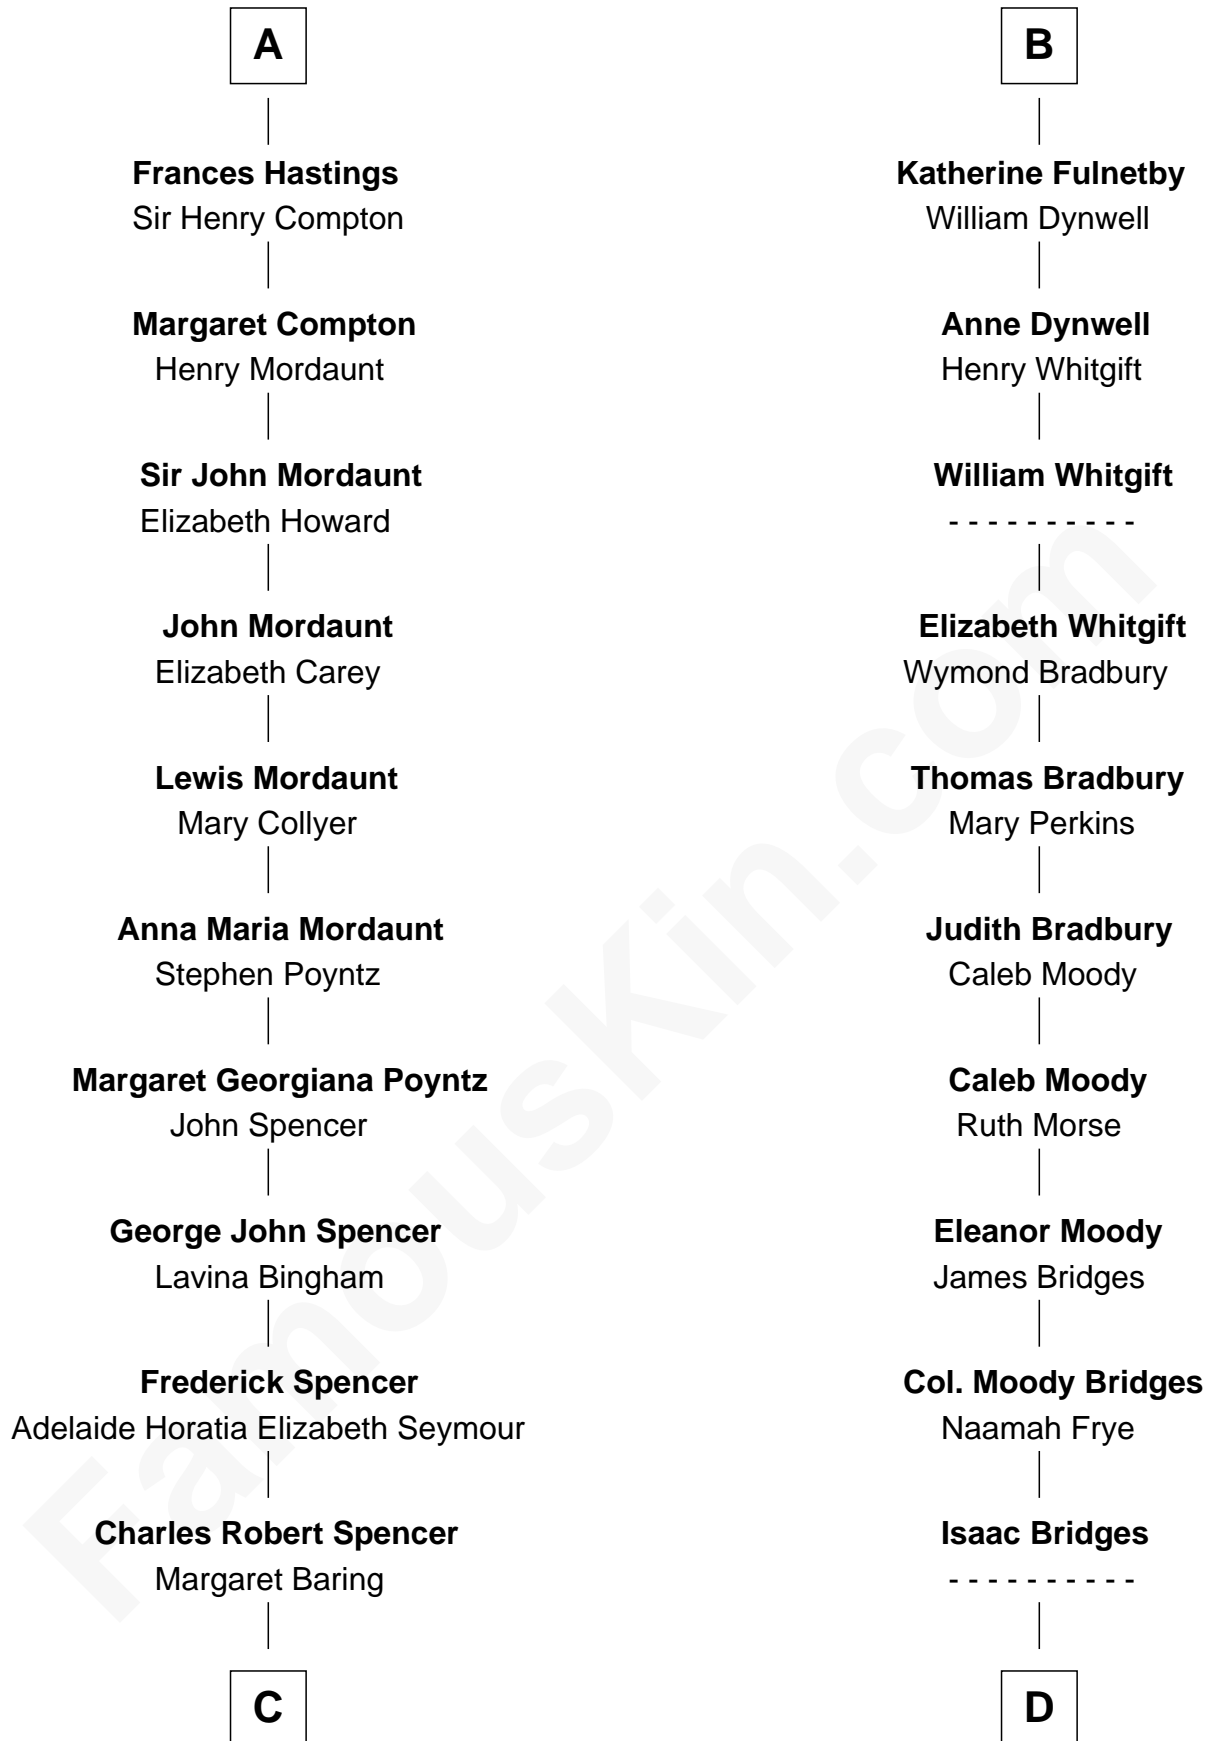 A
Frances Hastings
Sir Henry Compton
Margaret Compton
Henry Mordaunt
Sir John Mordaunt
Elizabeth Howard
John Mordaunt
Elizabeth Carey
Lewis Mordaunt
Mary Collyer
Anna Maria Mordaunt
Stephen Poyntz
Margaret Georgiana Poyntz
John Spencer
George John Spencer
Lavina Bingham
Frederick Spencer
Adelaide Horatia Elizabeth Seymour
Charles Robert Spencer
Margaret Baring
C
B
Katherine Fulnetby
William Dynwell
Anne Dynwell
Henry Whitgift
William Whitgift
- - - - - - - - - -
Elizabeth Whitgift
Wymond Bradbury
Thomas Bradbury
Mary Perkins
Judith Bradbury
Caleb Moody
Caleb Moody
Ruth Morse
Eleanor Moody
James Bridges
Col. Moody Bridges
Naamah Frye
Isaac Bridges
- - - - - - - - - -
D
FamousKin.com